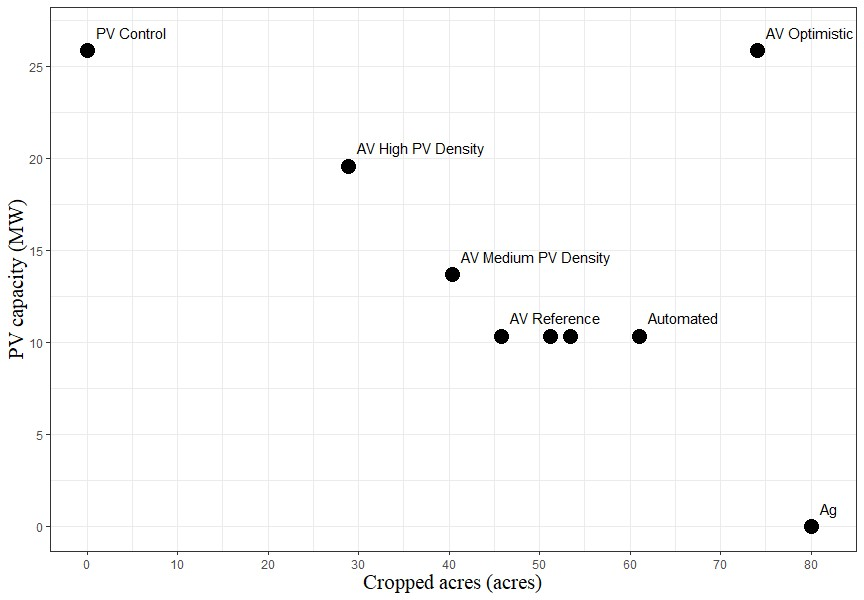 PV Control
AV Optimistic
AV High PV Density
AV Medium PV Density
AV Reference
Automated
Ag
PV capacity (MW)
25
20
15
10
5
0
0 10 20 30 40 50 60 70 80
Cropped acres (acres)